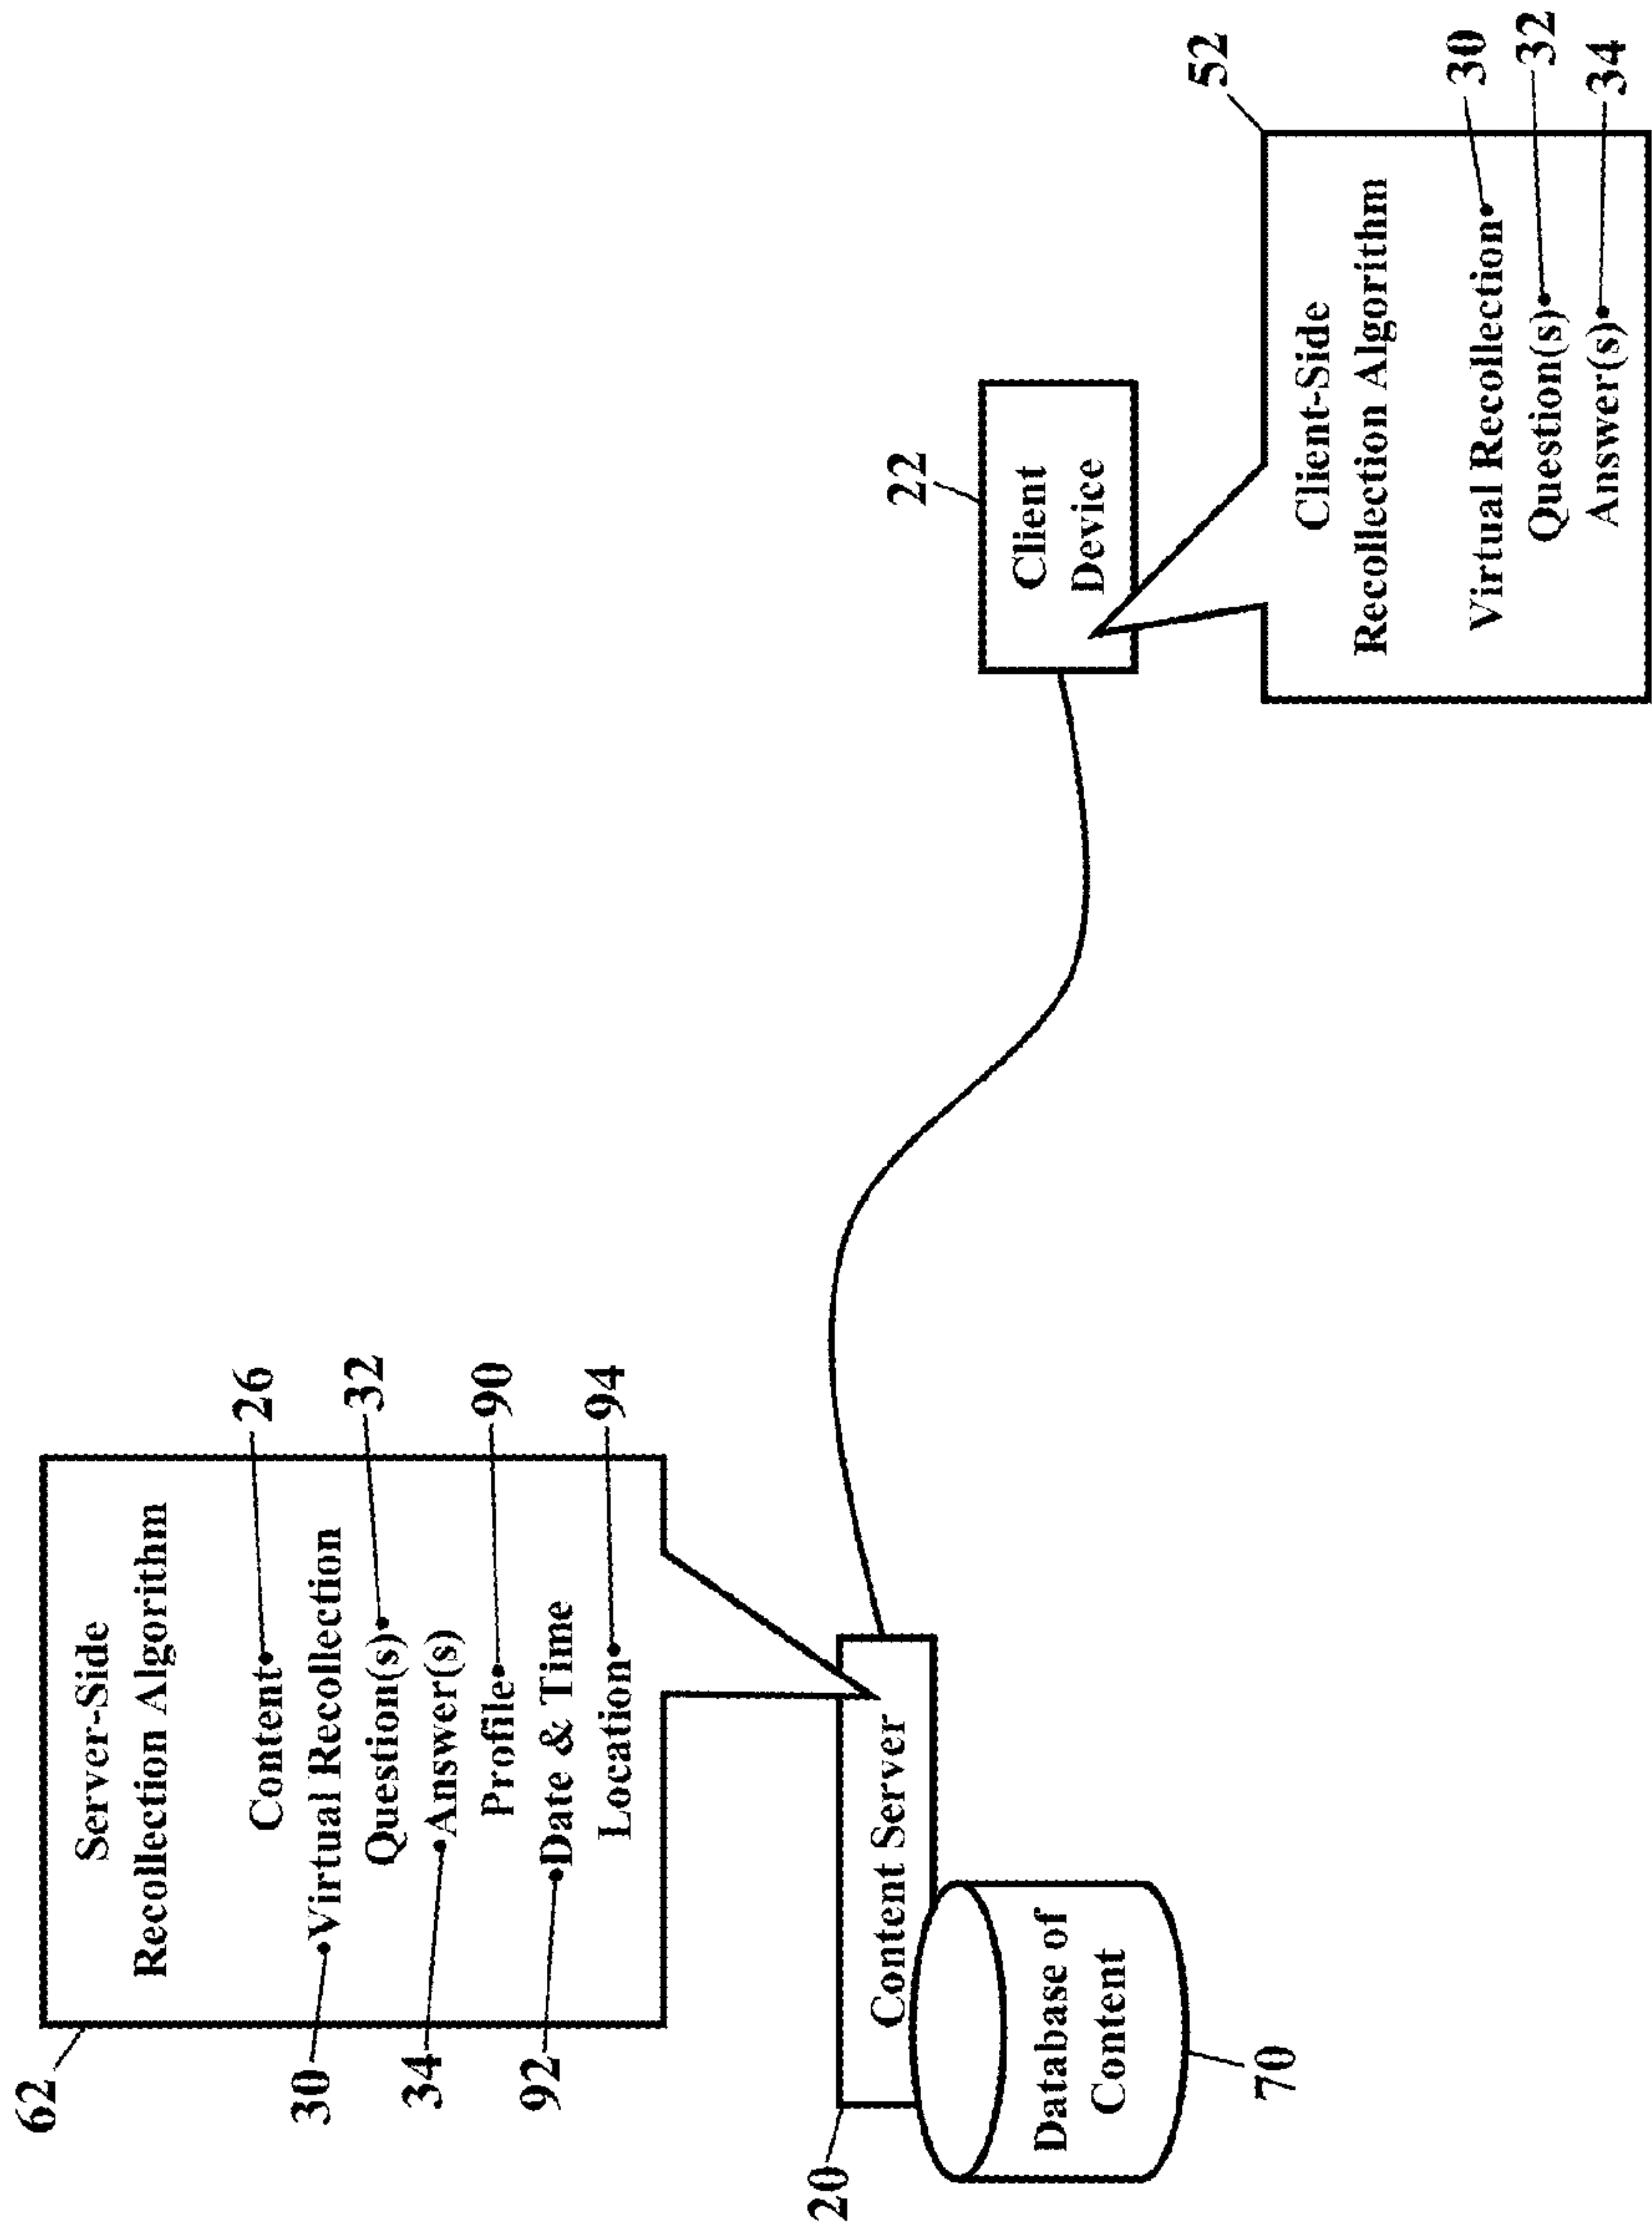 62
Server-Side
Recollection Algorithm
Content
26
30
Virtual Recollection
Question(s)
32
34
Answer(s)
Profile
90
92
Date & Time
Location
94
20
Content Server
Database of
Content
70
22
Client
Device
52
Client-Side
Recollection Algorithm
Virtual Recollection
30
Question(s)
32
Answer(s)
34